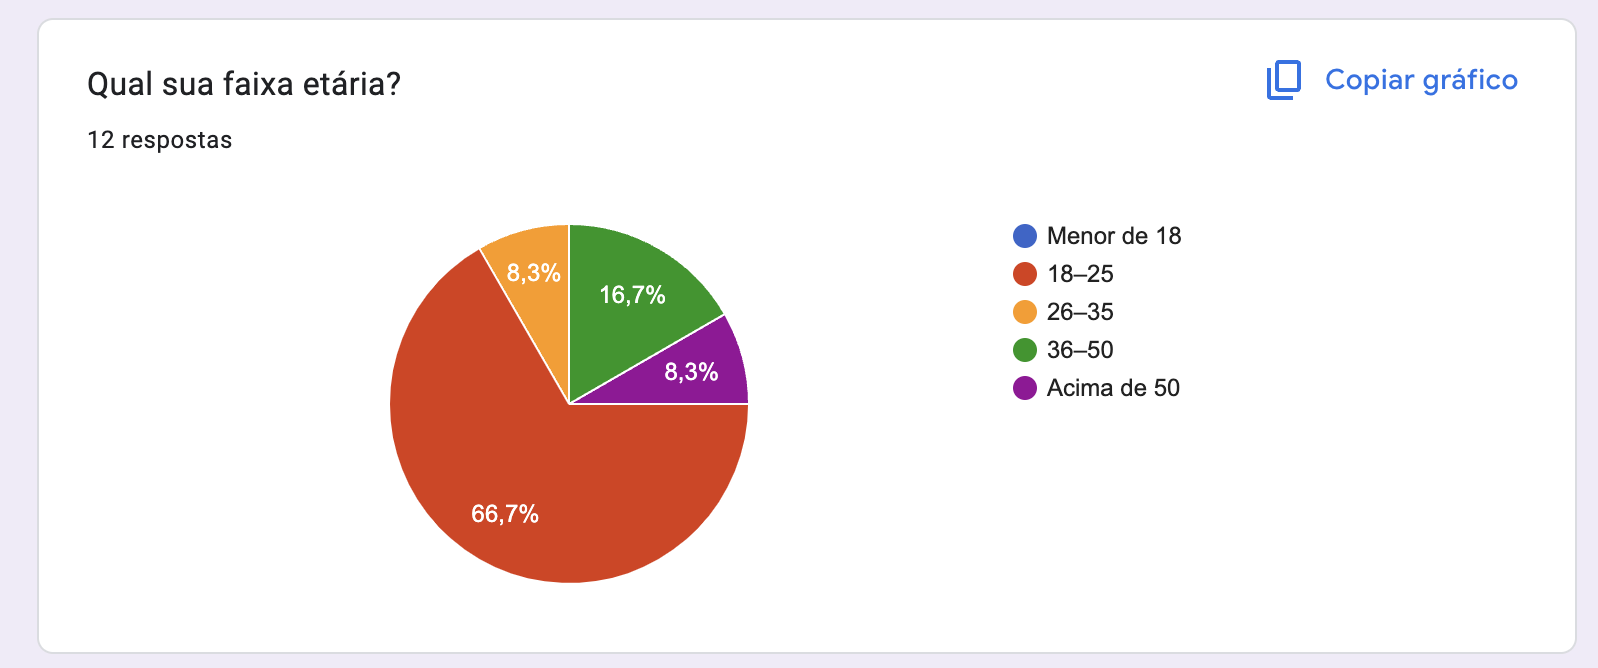 Qual sua faixa etária?
Copiar gráfico
12 respostas
8,3%
16,7%
8,3%
66,7%
Menor de 18
18–25
26–35
36–50
Acima de 50